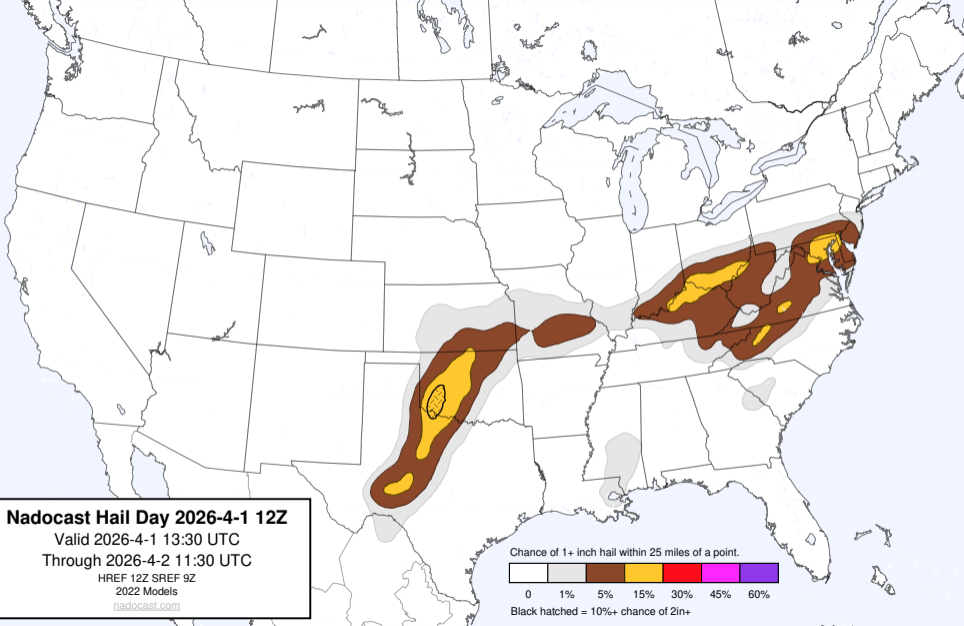 Nadocast Hail Day 2026-4-1 12Z
Valid 2026-4-1 13:30 UTC
Through 2026-4-2 11:30 UTC
HREF 12Z SREF 9Z
2022 Models
nadocast.com
Chance of 1+ inch hail within 25 miles of a point.
0 1% 5% 15% 30% 45% 60%
Black hatched = 10%+ chance of 2in+